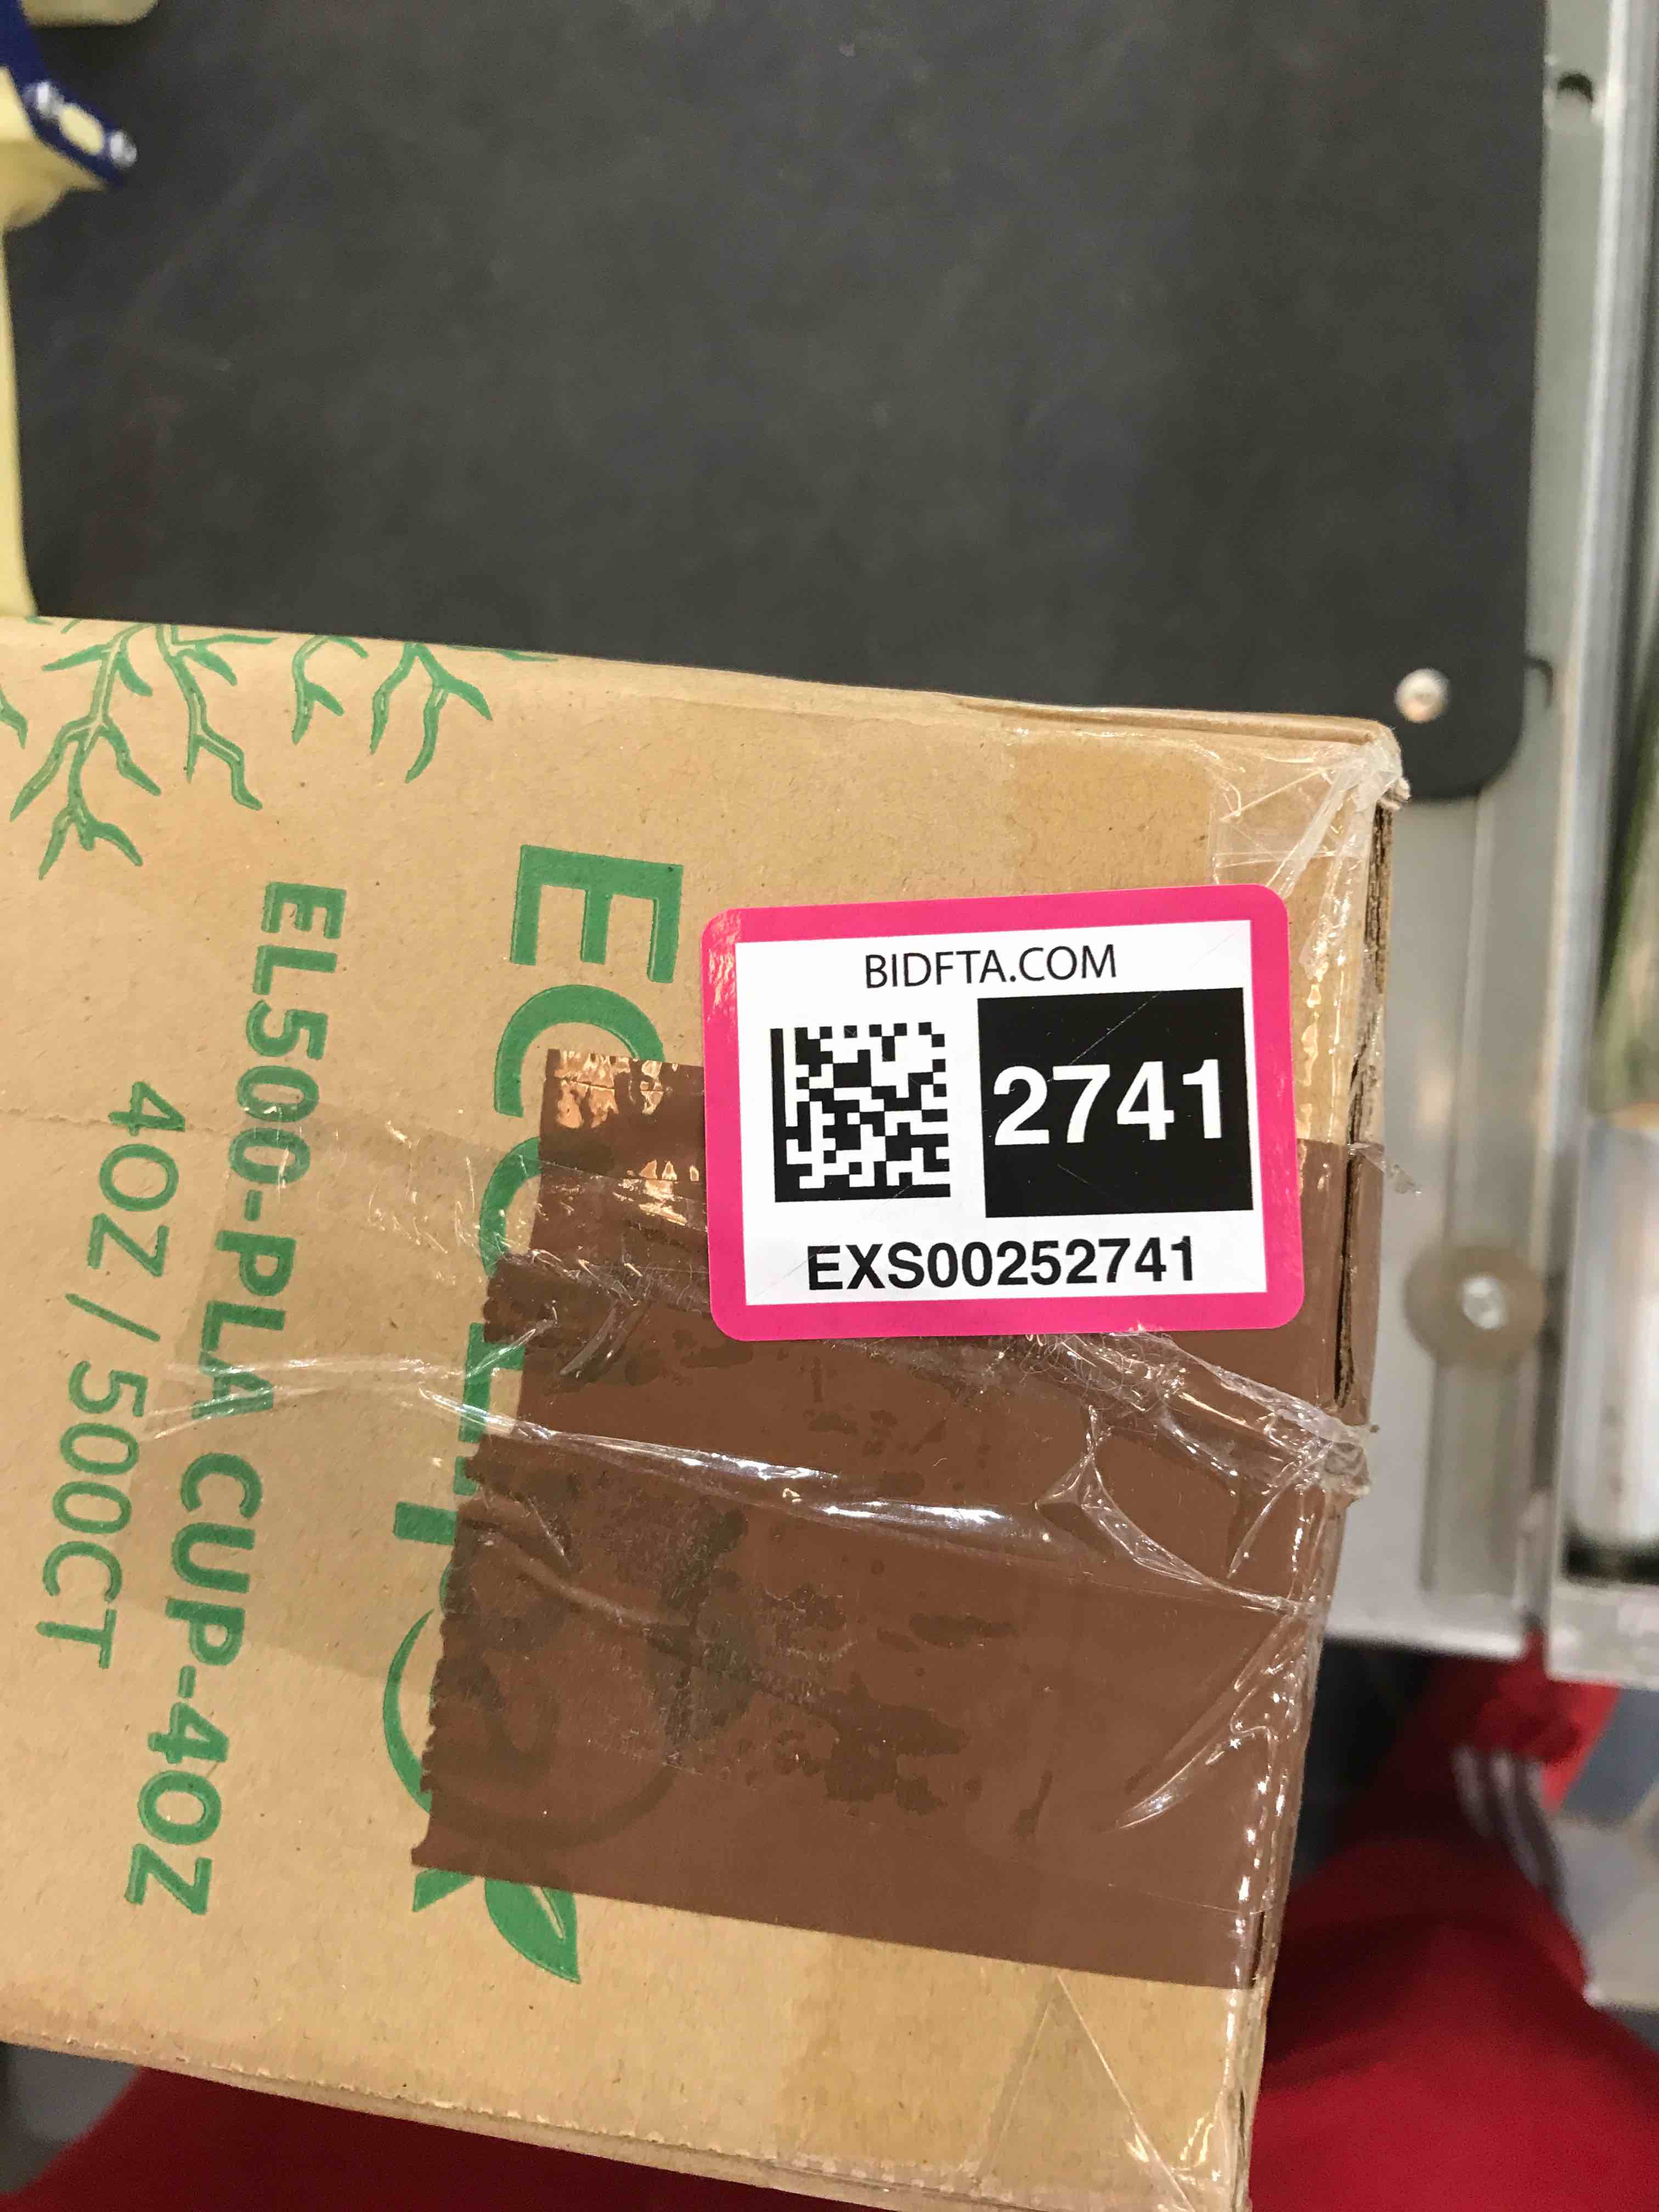 BIDFTA.COM
2741
EXS00252741
EL500-PLA CUP-4OZ
4OZ / 500CT